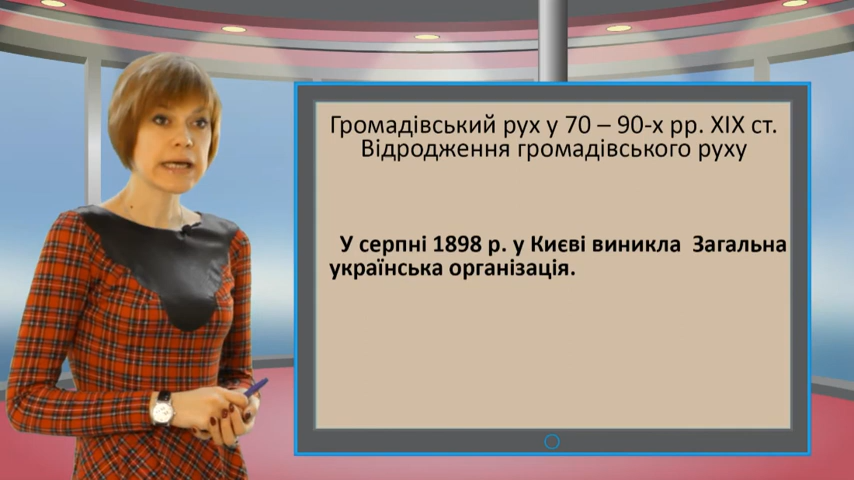 Громадівський рух у 70 – 90-х рр. XIX ст.
Відродження громадівського руху
У серпні 1898 р. у Києві виникла Загальна
українська організація.